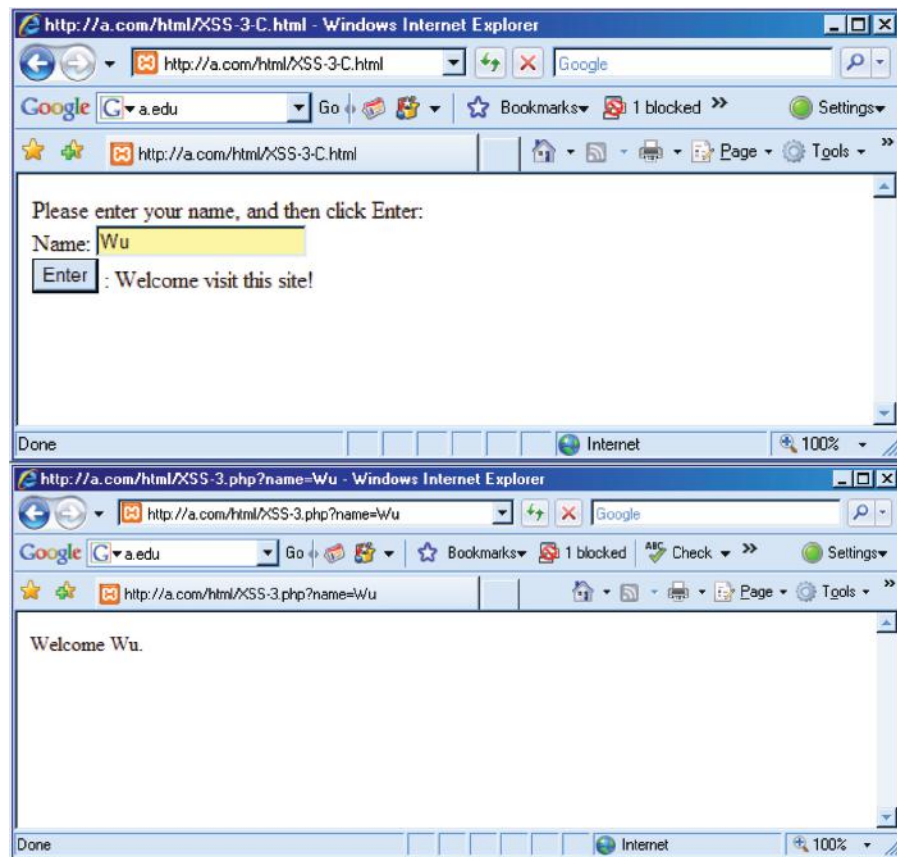 http://a.com/html/XSS-3-C.html - Windows Internet Explorer
http://a.com/html/XSS-3-C.html Google
Google G a.edu Go Bookmarks 1 blocked >> Settings
http://a.com/html/XSS-3-C.html Page Tools >>
Please enter your name, and then click Enter:
Name: Wu
Enter : Welcome visit this site!
Done Internet 100%
http://a.com/html/XSS-3.php?name=Wu - Windows Internet Explorer
http://a.com/html/XSS-3.php?name=Wu Google
Google G a.edu Go Bookmarks 1 blocked ABC Check >> Settings
http://a.com/html/XSS-3.php?name=Wu Page Tools >>
Welcome Wu.
Done Internet 100%